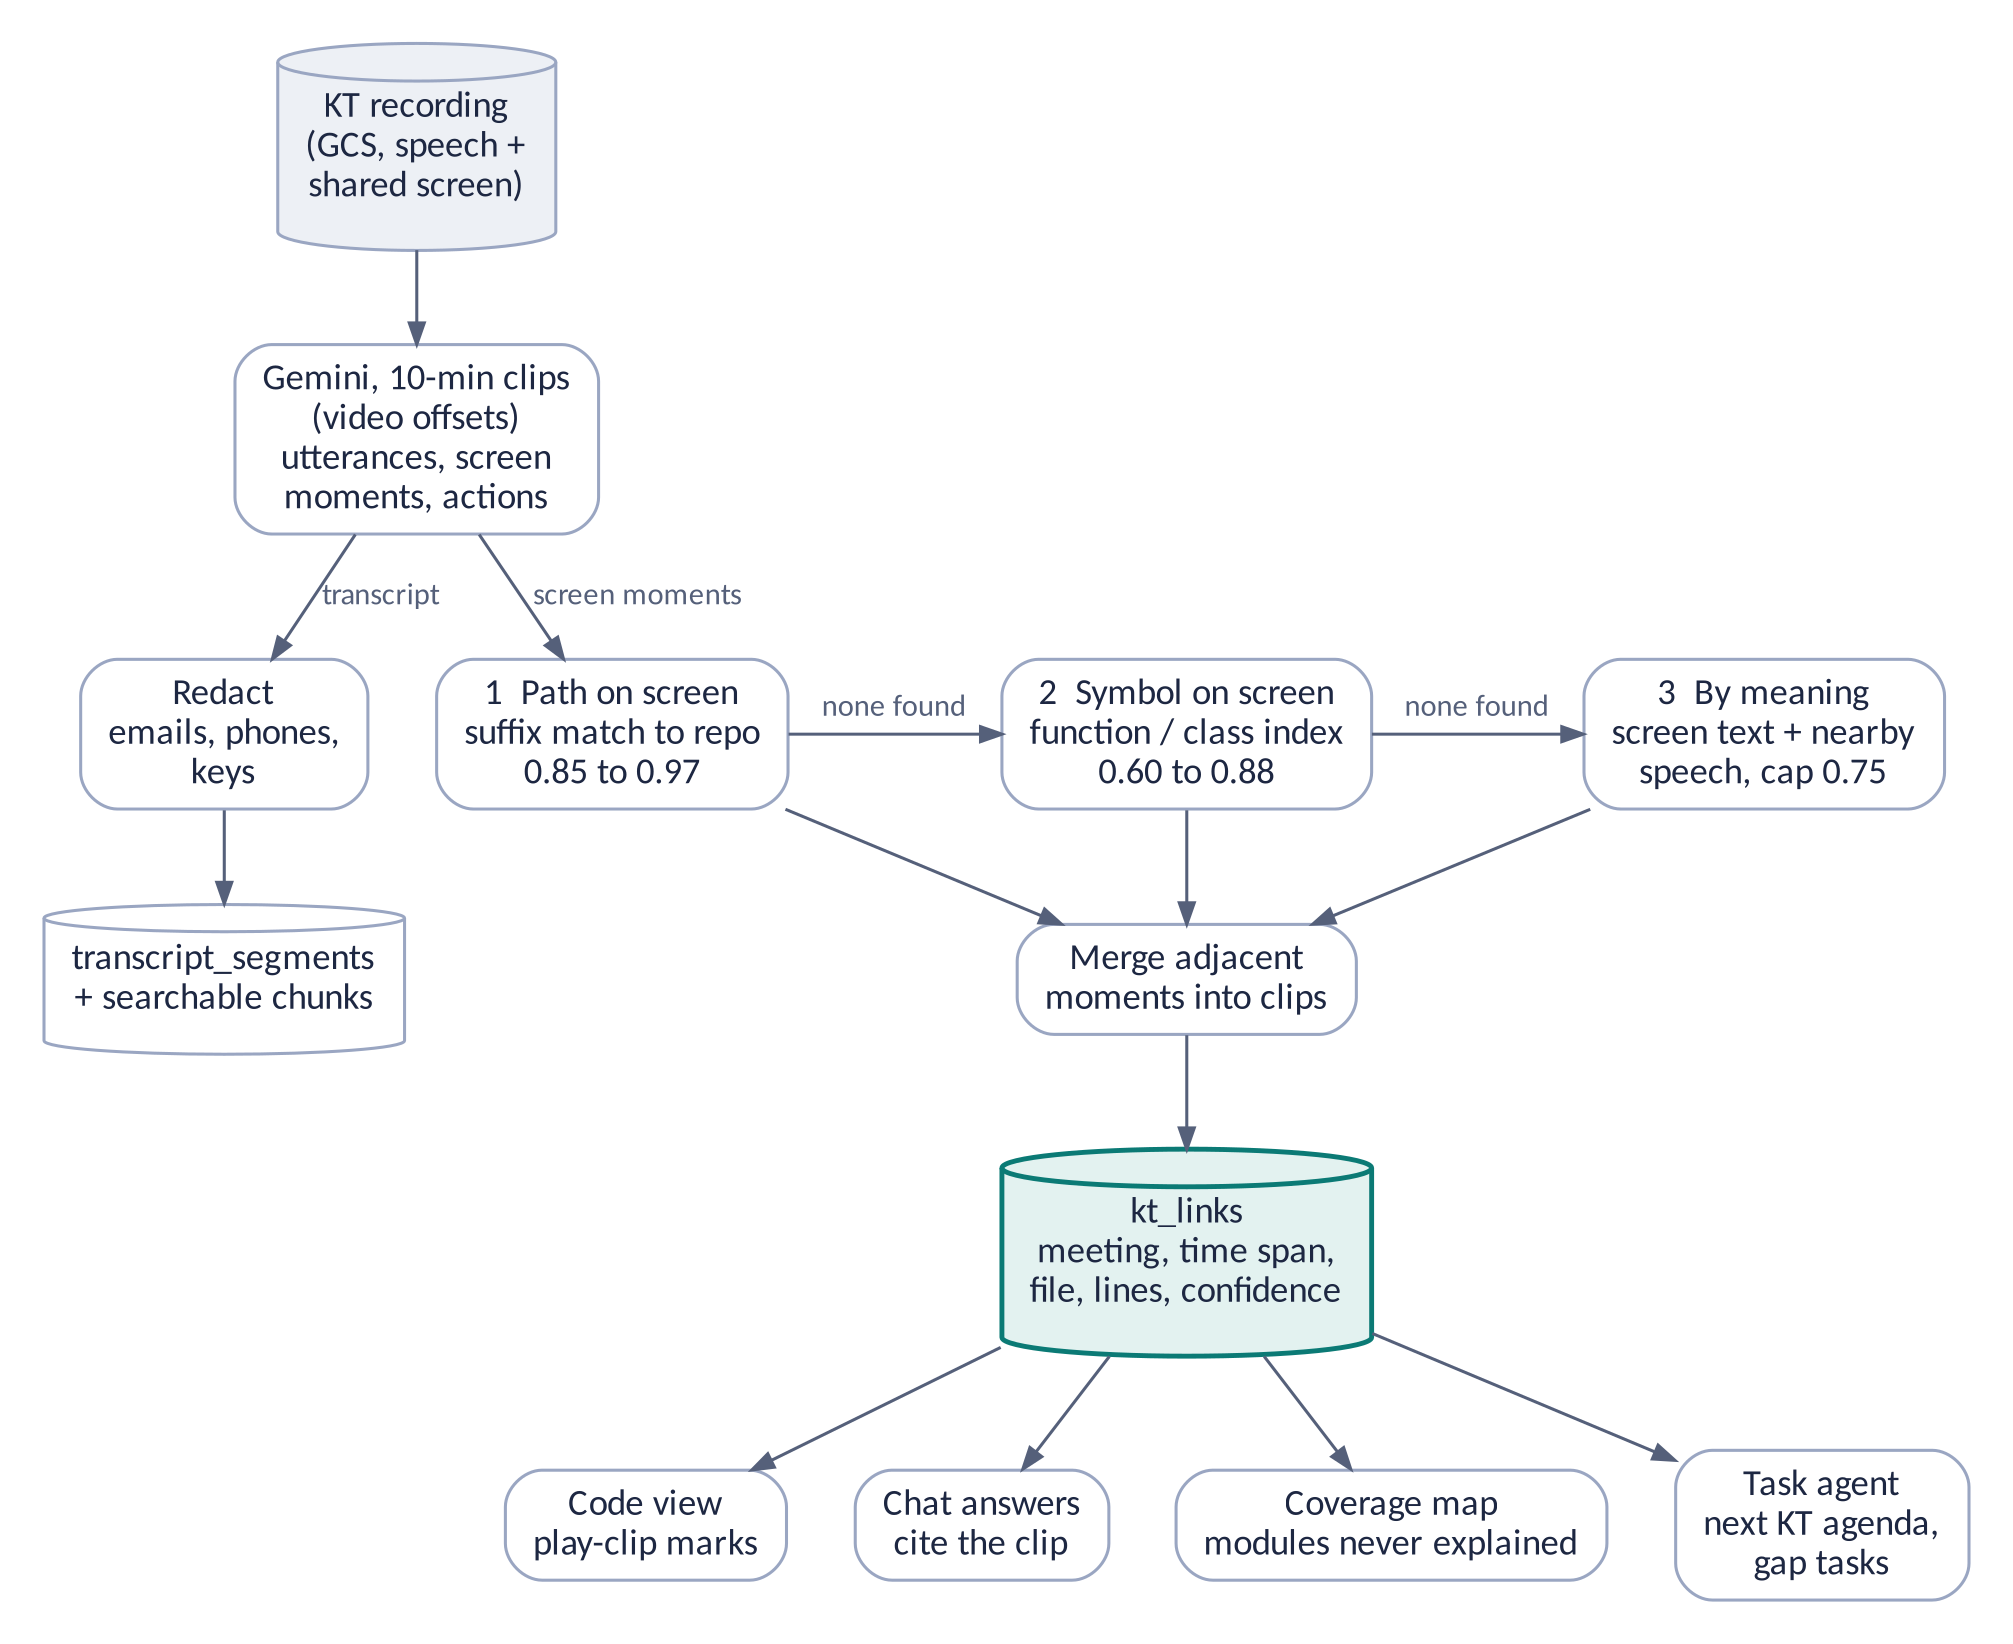 KT recording
(GCS, speech +
shared screen)
Gemini, 10-min clips
(video offsets)
utterances, screen
moments, actions
transcript
screen moments
Redact
emails, phones,
keys
1 Path on screen
suffix match to repo
0.85 to 0.97
none found
2 Symbol on screen
function / class index
0.60 to 0.88
none found
3 By meaning
screen text + nearby
speech, cap 0.75
transcript_segments
+ searchable chunks
Merge adjacent
moments into clips
kt_links
meeting, time span,
file, lines, confidence
Code view
play-clip marks
Chat answers
cite the clip
Coverage map
modules never explained
Task agent
next KT agenda,
gap tasks